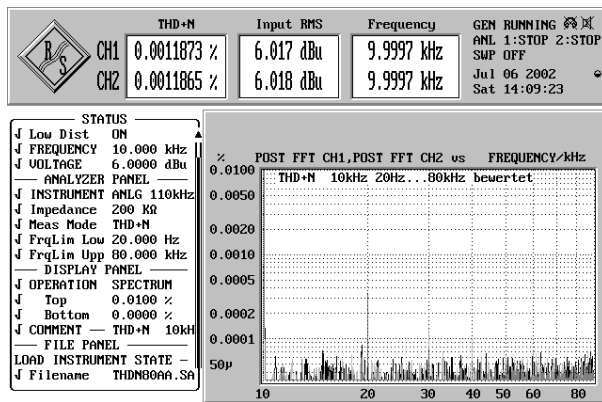 THD+N Input RMS Frequency
R&S CH1 0.0011873 % 6.017 dBu 9.9997 kHz
CH2 0.0011865 % 6.018 dBu 9.9997 kHz
GEN RUNNING
ANL 1:STOP 2:STOP
SWP OFF
Jul 06 2002
Sat 14:09:23
STATUS
Low Dist ON
FREQUENCY 10.000 kHz
VOLTAGE 6.0000 dBu
ANALYZER PANEL
INSTRUMENT ANLG 110kHz
Impedance 200 KΩ
Meas Mode THD+N
FrqLim Low 20.000 Hz
FrqLim Upp 80.000 kHz
DISPLAY PANEL
OPERATION SPECTRUM
Top 0.0100 %
Bottom 0.0000 %
COMMENT — THD+N 10kH
FILE PANEL
LOAD INSTRUMENT STATE -
Filename THDN80AA.SA
% POST FFT CH1,POST FFT CH2 vs FREQUENCY/kHz
THD+N 10kHz 20Hz...80kHz bewertet
0.0100
0.0050
0.0020
0.0010
0.0005
0.0002
0.0001
50µ
10 20 30 40 50 60 80